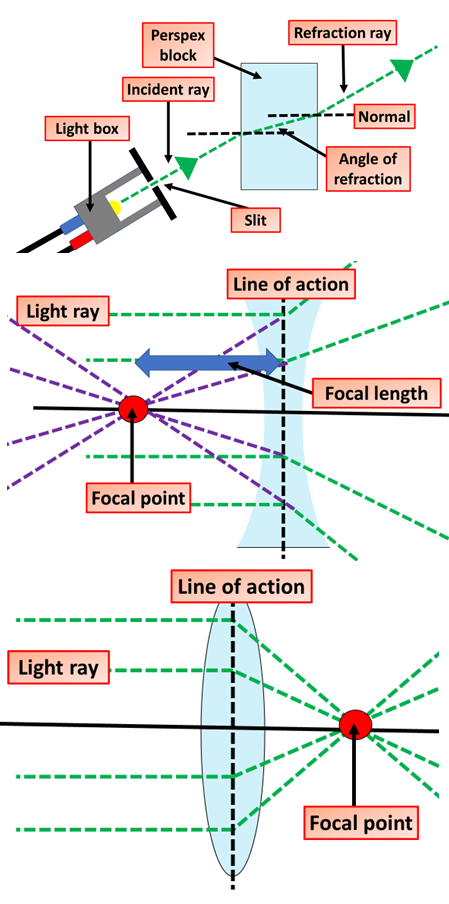 Perspex
block
Refraction ray
Incident ray
Normal
Light box
Angle of
refraction
Slit
Line of action
Light ray
Focal length
Focal point
Line of action
Light ray
Focal point